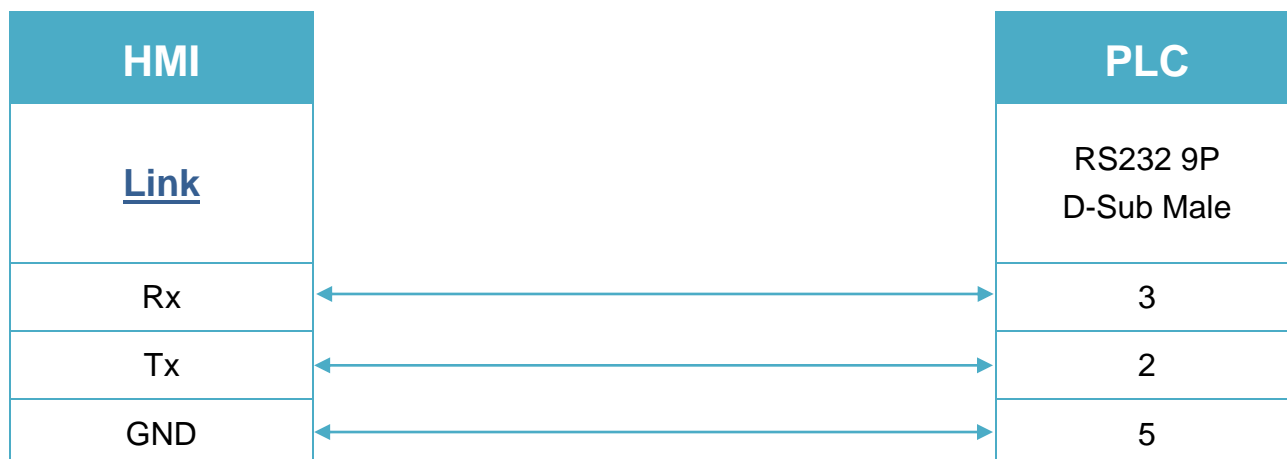 HMI
PLC
Link
RS232 9P
D-Sub Male
Rx
3
Tx
2
GND
5